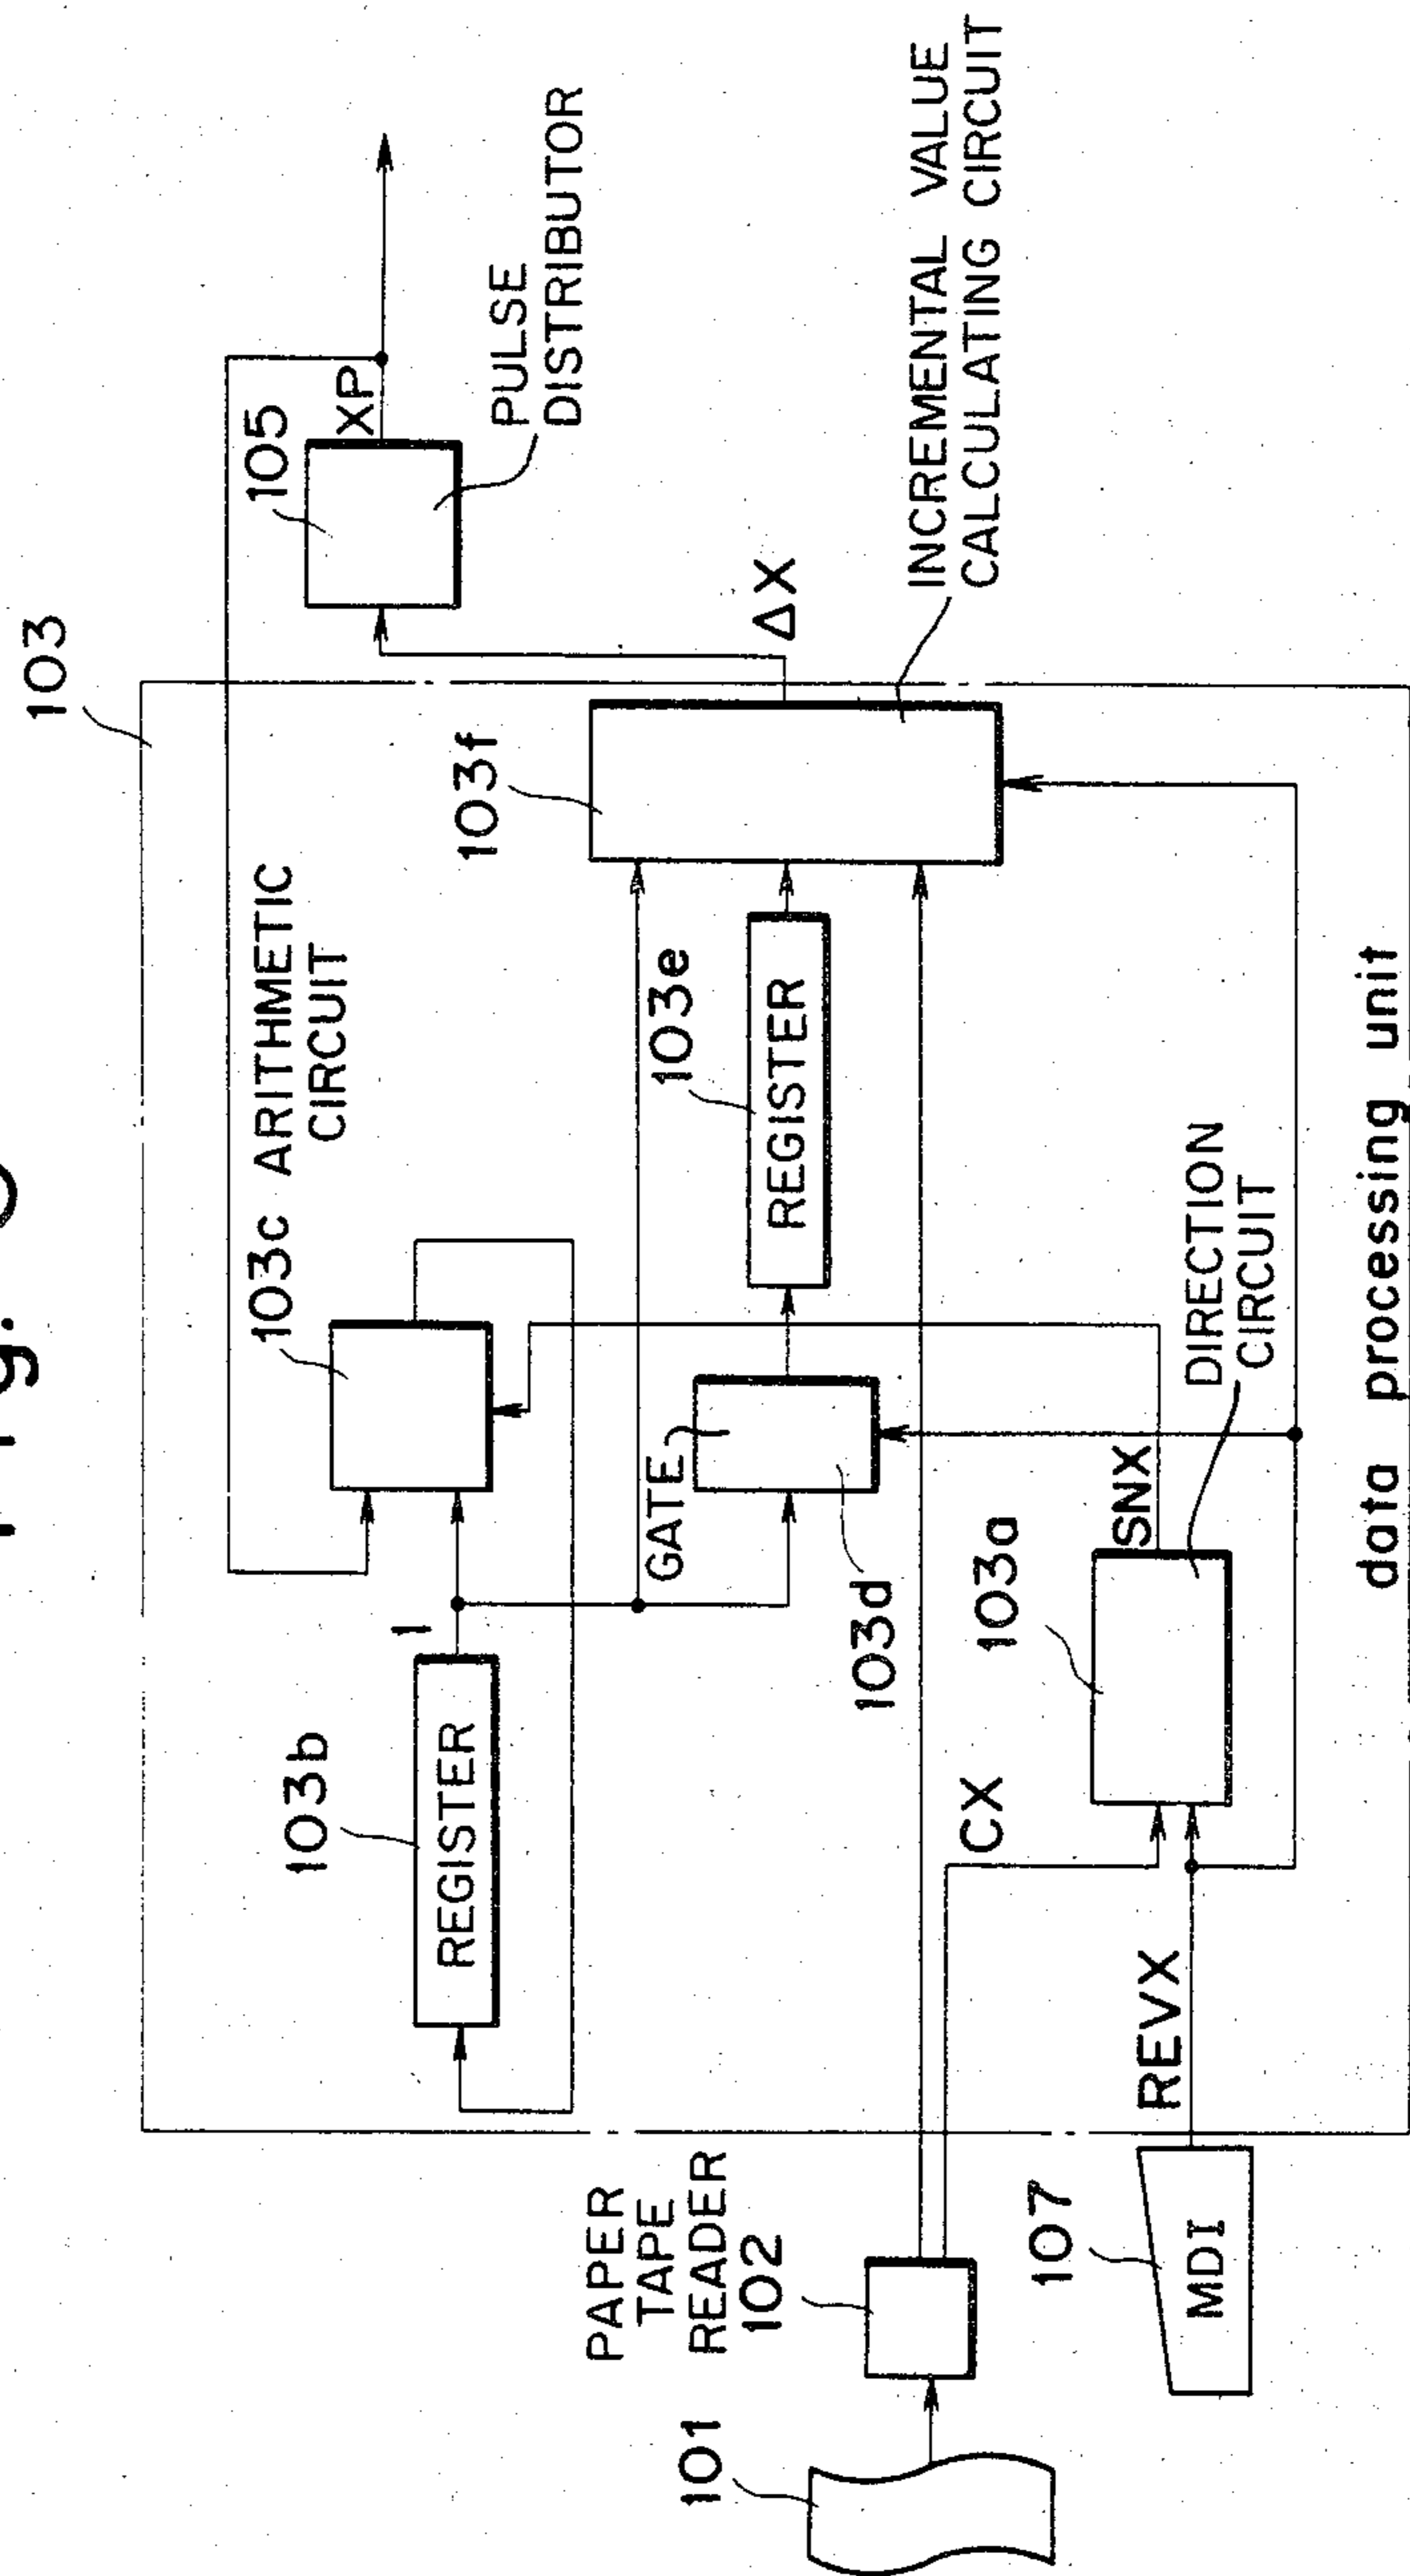 103
105
XP
PULSE
DISTRIBUTOR
103c ARITHMETIC
CIRCUIT
103f
ΔX
INCREMENTAL VALUE
CALCULATING CIRCUIT
103b
REGISTER
1
GATE
103d
103e
REGISTER
PAPER
TAPE
READER
102
101
CX
103a
SNX
DIRECTION
CIRCUIT
REVX
107
MDI
data processing unit